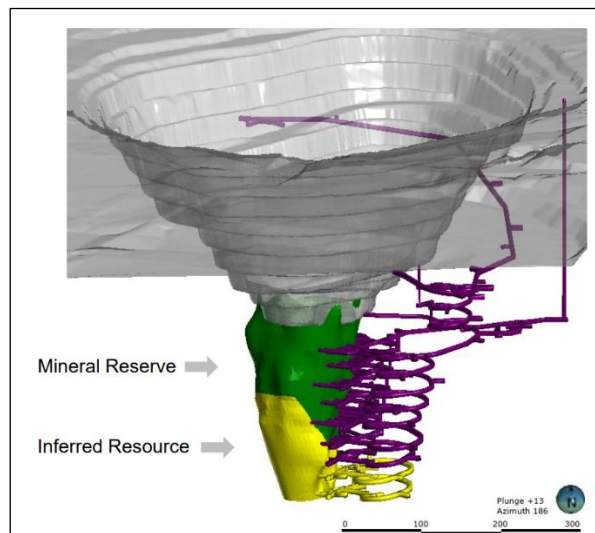 Mineral Reserve
Inferred Resource
Plunge +13
Azimuth 186
N
0 100 200 300